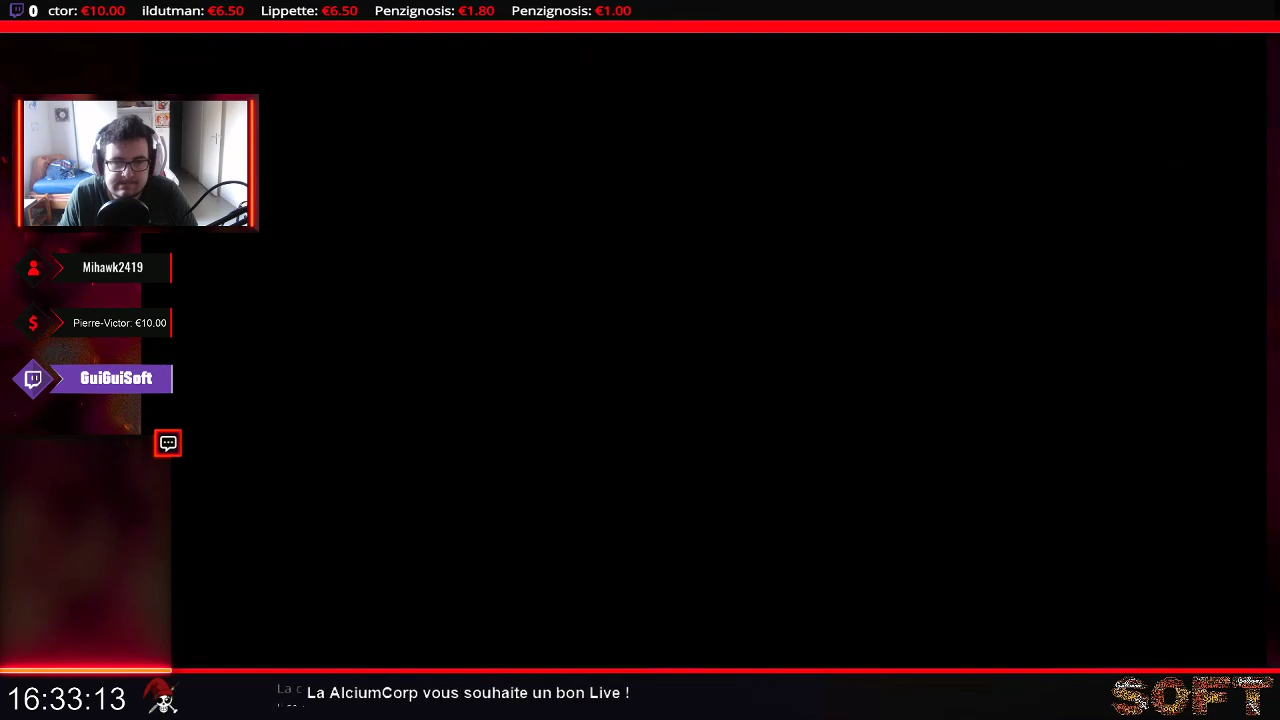 0 ctor: €10.00 ildutman: €6.50 Lippette: €6.50 Penzignosis: €1.80 Penzignosis: €1.00
Mihawk2419
$ Pierre-Victor: €10.00
GuiGuiSoft
16:33:13
La AlciumCorp vous souhaite un bon Live !
SOFT